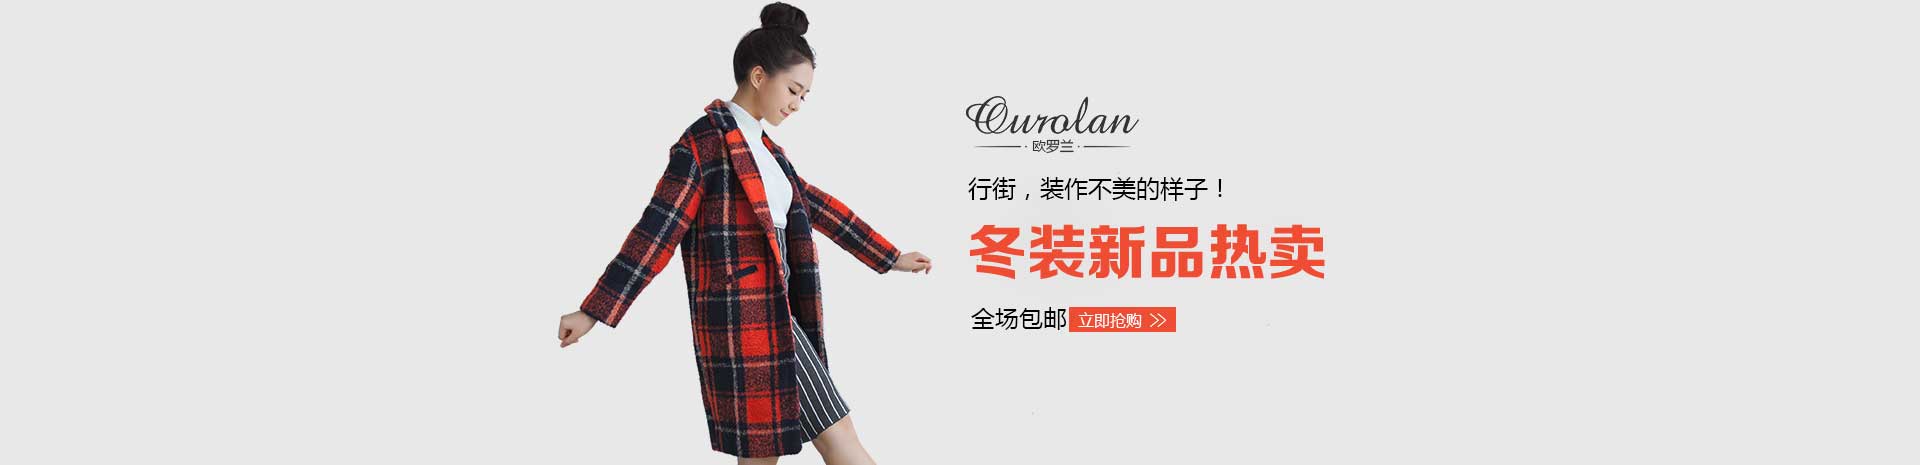 Ourolan
·欧罗兰·
行街，装作不美的样子！
冬装新品热卖
全场包邮 立即抢购 >>